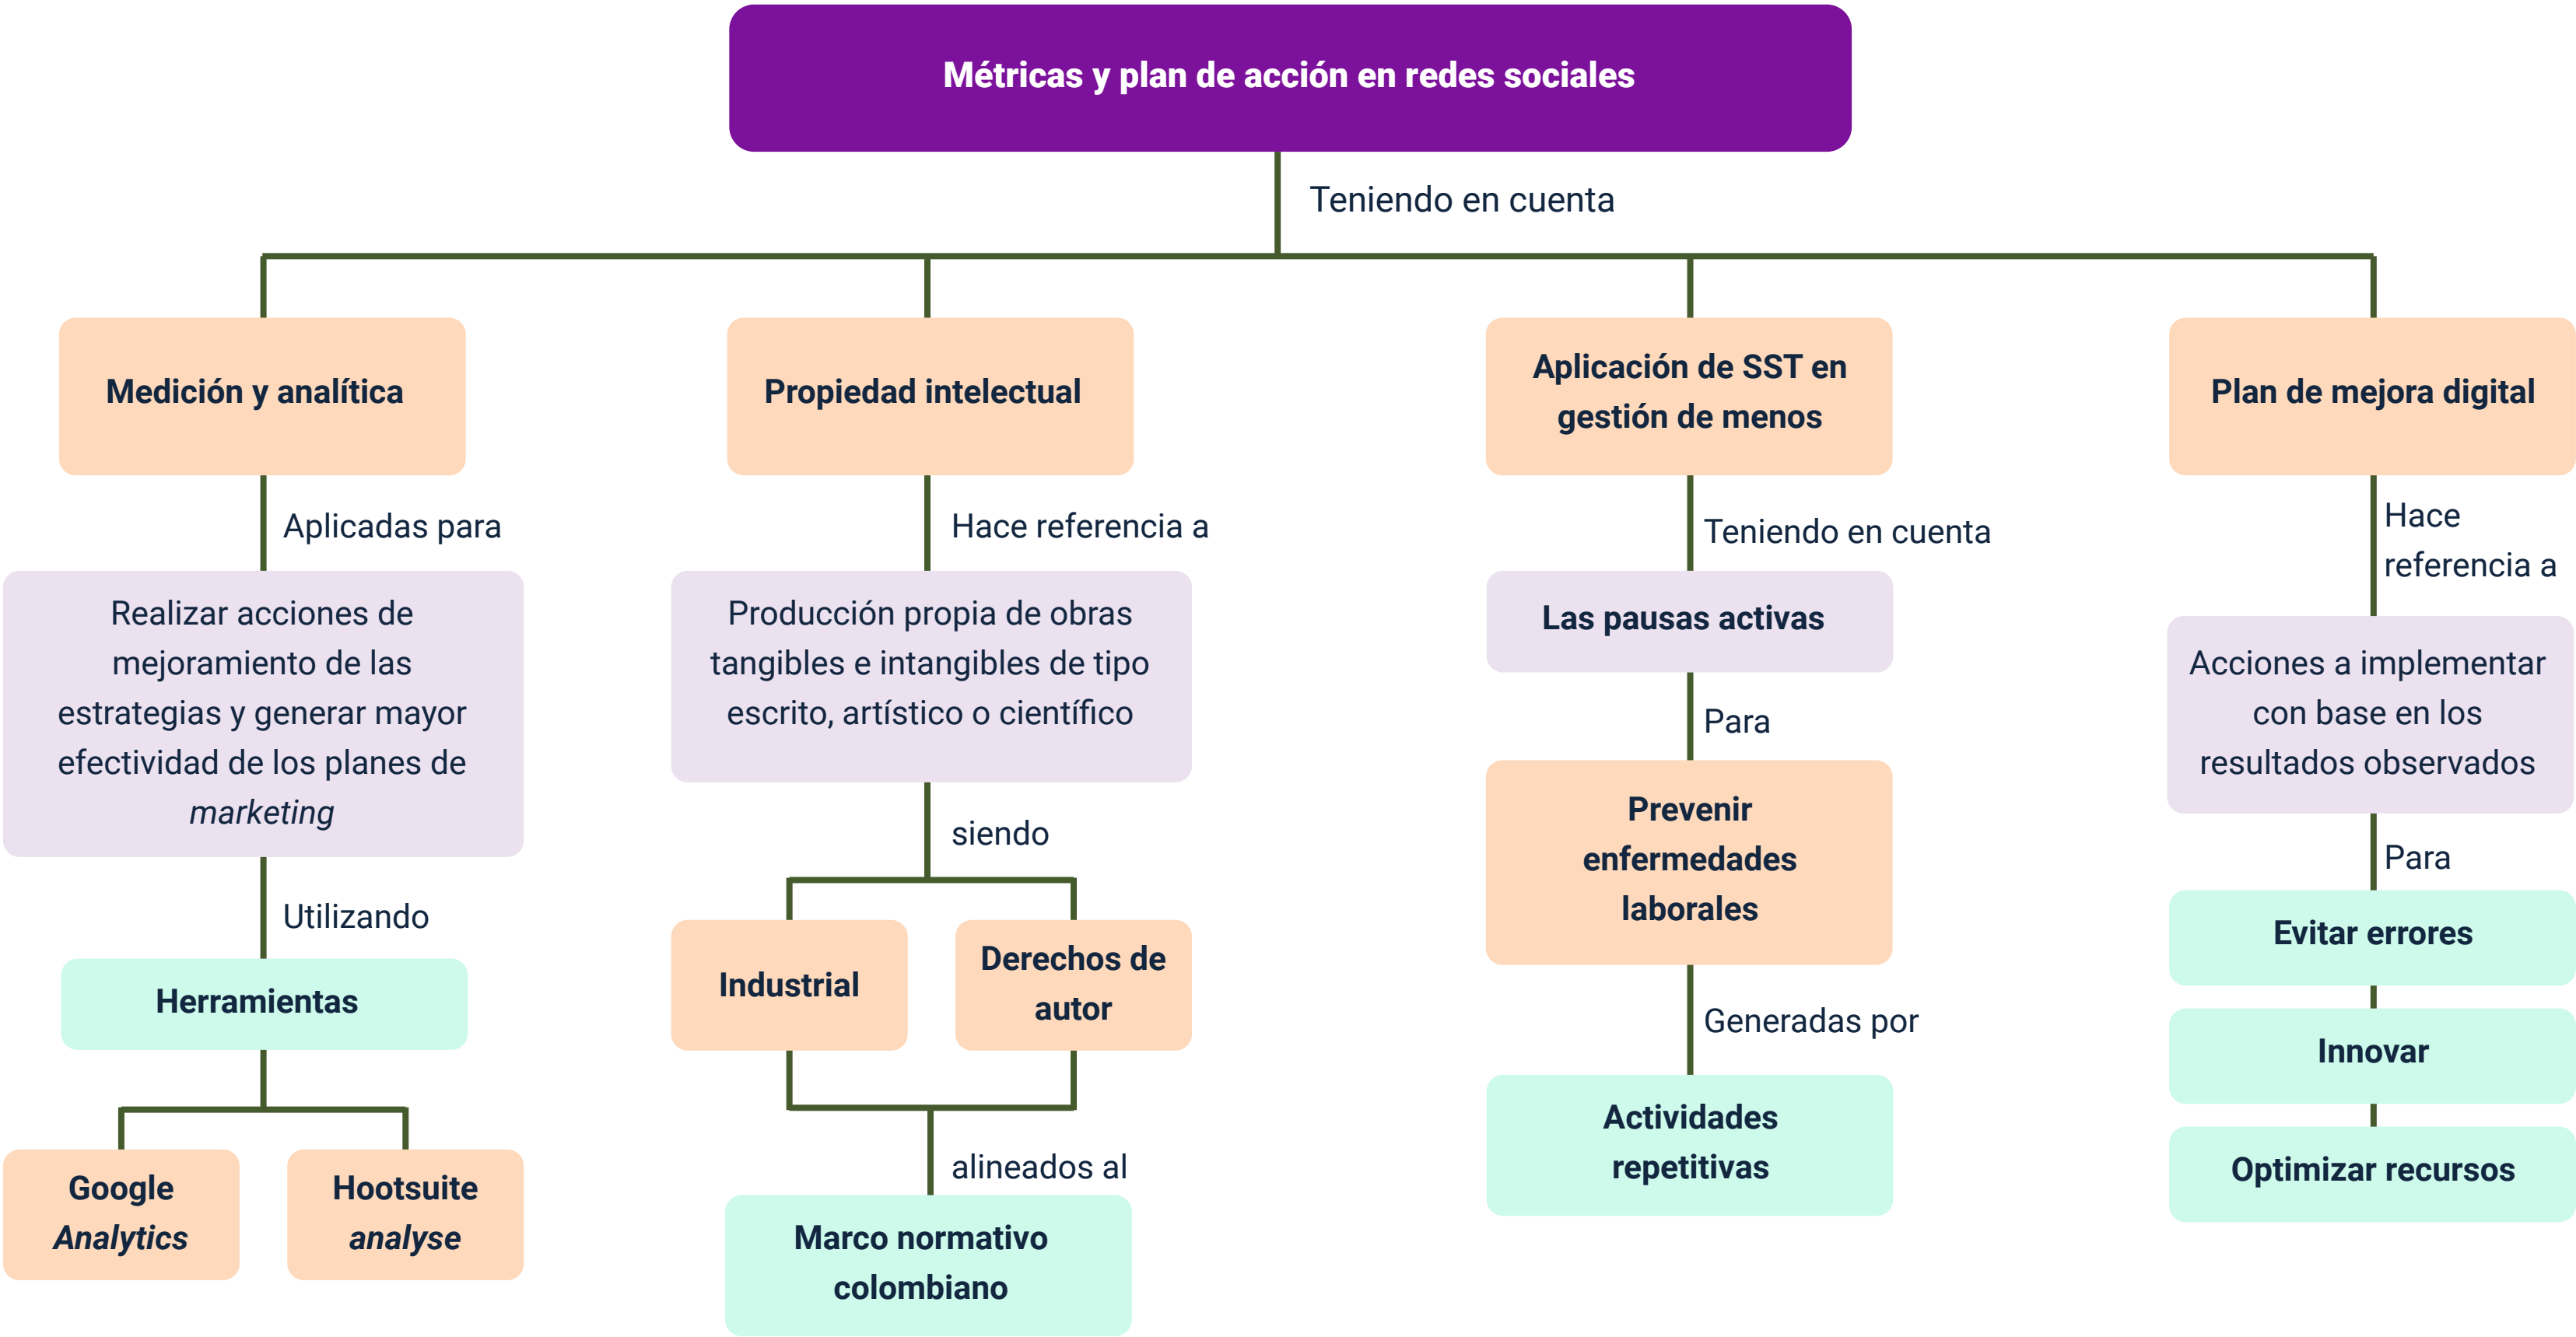 Métricas y plan de acción en redes sociales
Teniendo en cuenta
Medición y analítica
Aplicadas para
Realizar acciones de
mejoramiento de las
estrategias y generar mayor
efectividad de los planes de
marketing
Utilizando
Herramientas
Google
Analytics
Hootsuite
analyse
Propiedad intelectual
Hace referencia a
Producción propia de obras
tangibles e intangibles de tipo
escrito, artístico o científico
siendo
Industrial
Derechos de
autor
alineados al
Marco normativo
colombiano
Aplicación de SST en
gestión de menos
Teniendo en cuenta
Las pausas activas
Para
Prevenir
enfermedades
laborales
Generadas por
Actividades
repetitivas
Plan de mejora digital
Hace
referencia a
Acciones a implementar
con base en los
resultados observados
Para
Evitar errores
Innovar
Optimizar recursos